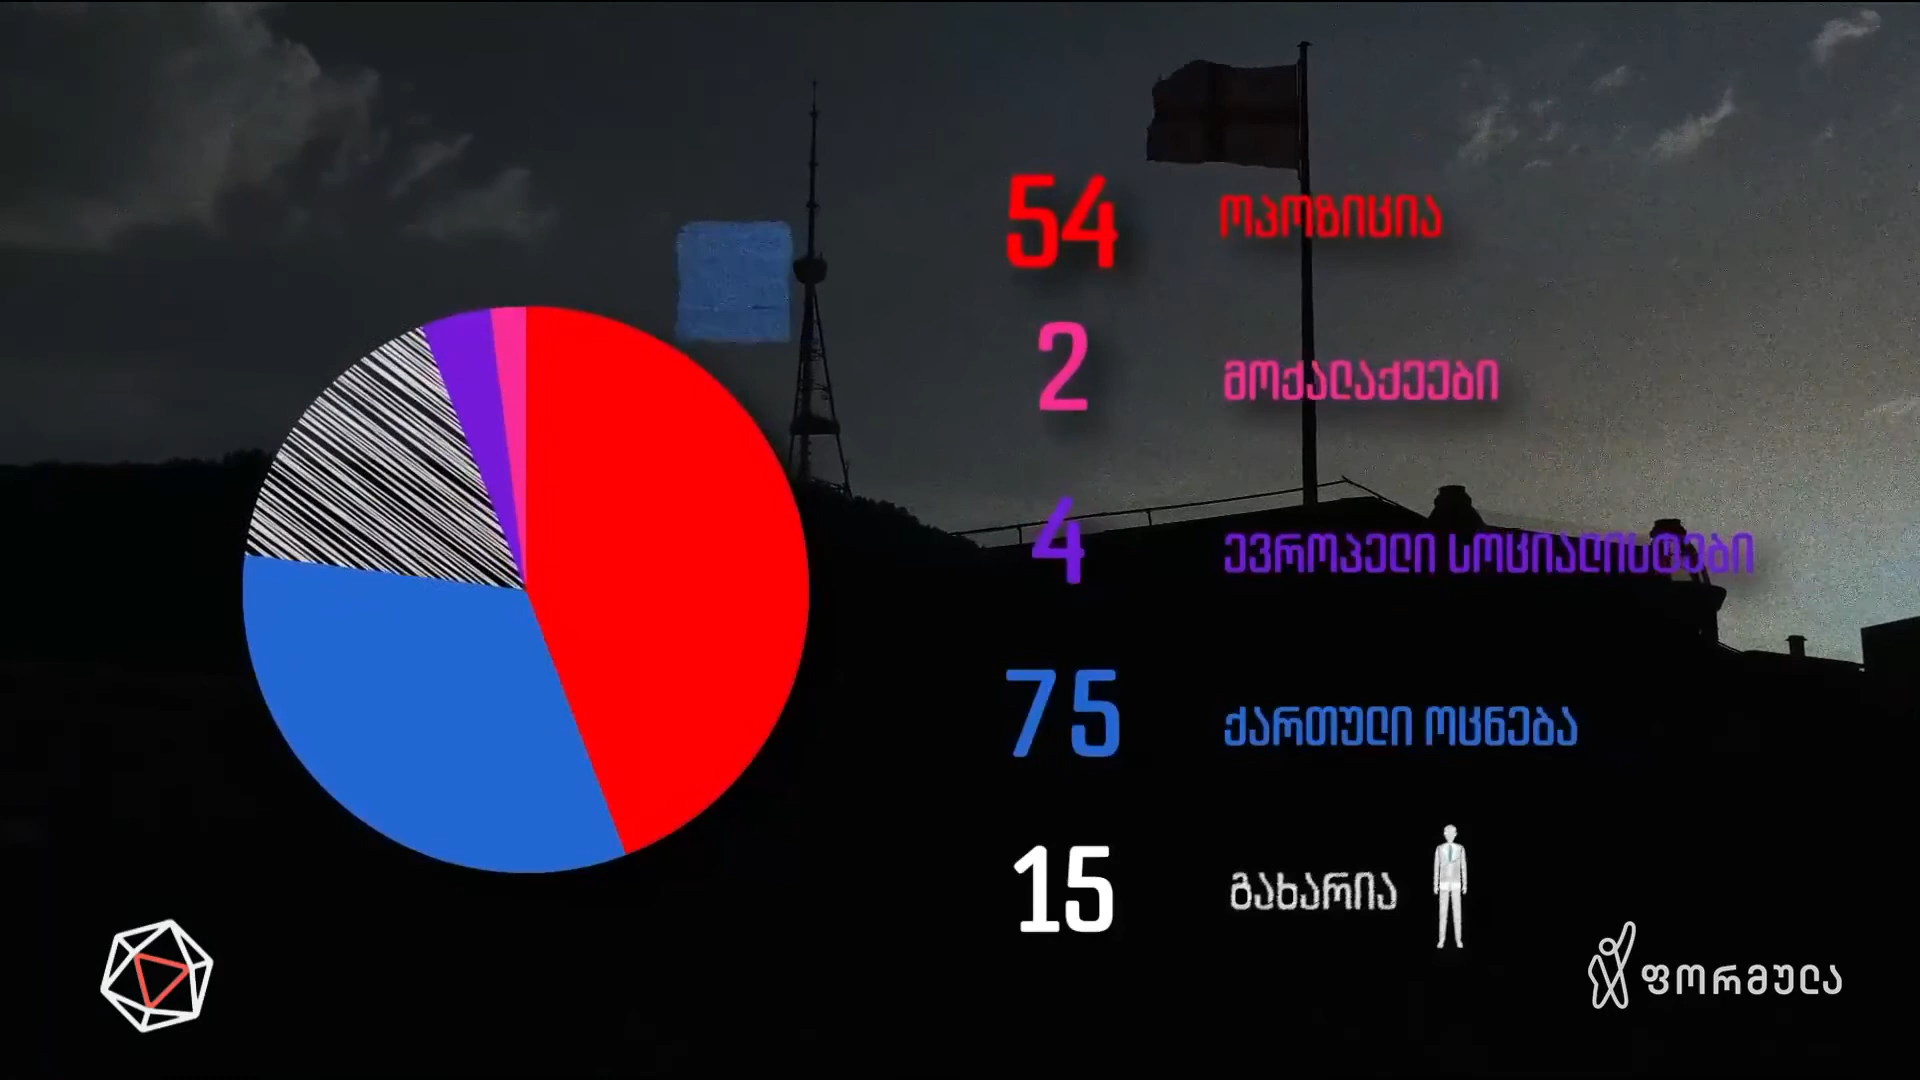 54 ოპოზიცია
2 მოქალაქეები
4 ევროპელი სოციალისტები
75 ქართული ოცნება
15 გახარია
ფორმულა